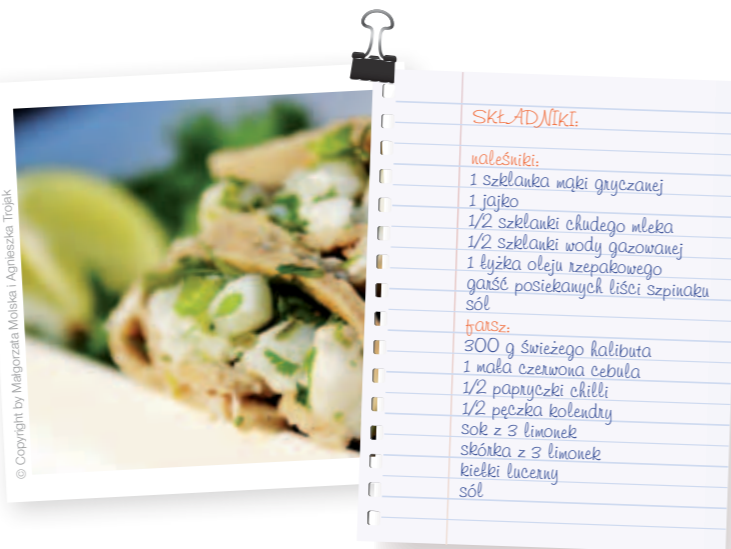 © Copyright by Małgorzata Molska i Agnieszka Trojak
SKŁADNIKI:
naleśniki:
1 szklanka mąki gryczanej
1 jajko
1/2 szklanki chudego mleka
1/2 szklanki wody gazowanej
1 łyżka oleju rzepakowego
garść posiekanych liści szpinaku
sól
farsz:
300 g świeżego halibuta
1 mała czerwona cebula
1/2 papryczki chilli
1/2 pęczka kolendry
sok z 3 limonek
skórka z 3 limonek
kiełki lucerny
sól